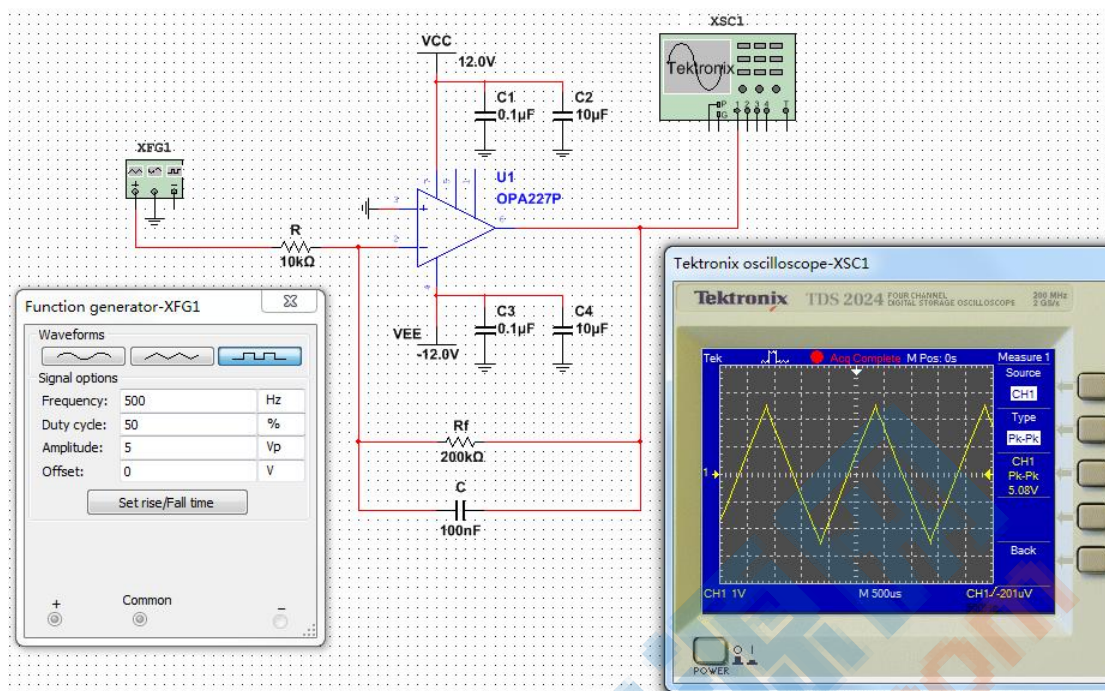 XSC1
VCC
12.0V
Tektronix
P
G
1 2 3 4 T
C1
0.1µF
C2
10µF
XFG1
U1
OPA227P
3
2
6
R
10kΩ
C3
0.1µF
C4
10µF
VEE
-12.0V
Rf
200kΩ
C
100nF
Function generator-XFG1
Waveforms
Signal options
Frequency: 500 Hz
Duty cycle: 50 %
Amplitude: 5 Vp
Offset: 0 V
Set rise/Fall time
+ Common −
Tektronix oscilloscope-XSC1
Tektronix TDS 2024 FOUR CHANNEL DIGITAL STORAGE OSCILLOSCOPE 200 MHz 2 GS/s
Tek Acq Complete M Pos: 0s Measure 1
Source
CH1
Type
Pk-Pk
1
CH1
Pk-Pk
5.08V
Back
CH1 1V M 500us CH1 -201uV
POWER